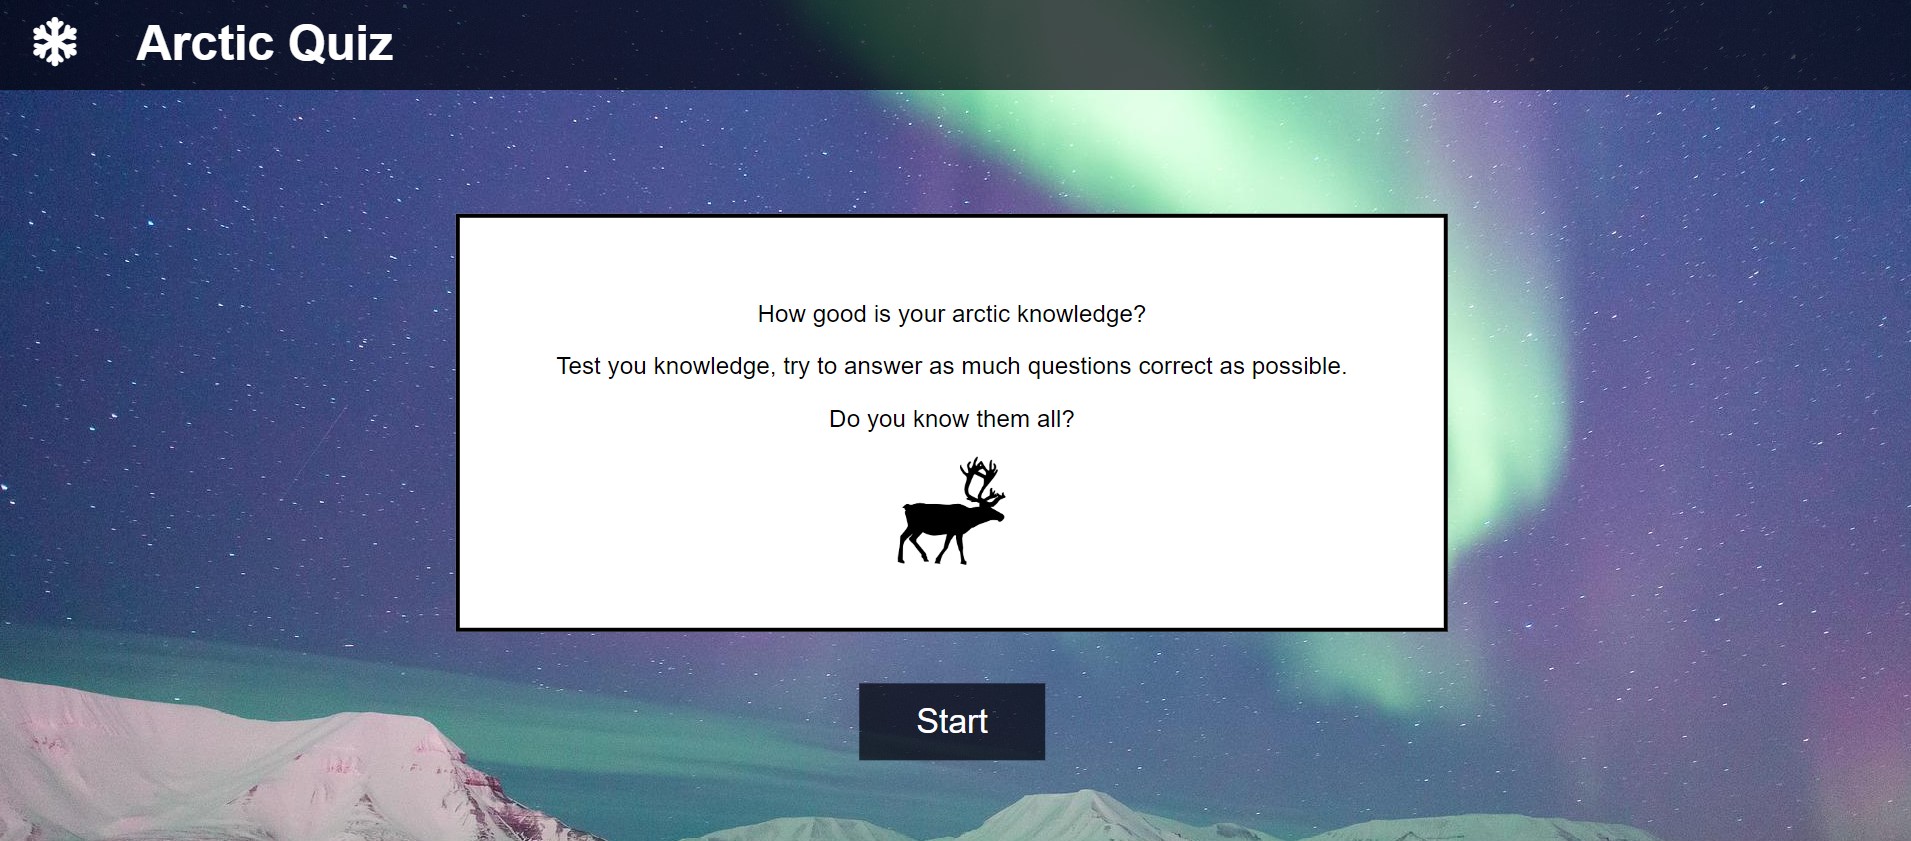 Arctic Quiz
How good is your arctic knowledge?
Test you knowledge, try to answer as much questions correct as possible.
Do you know them all?
Start